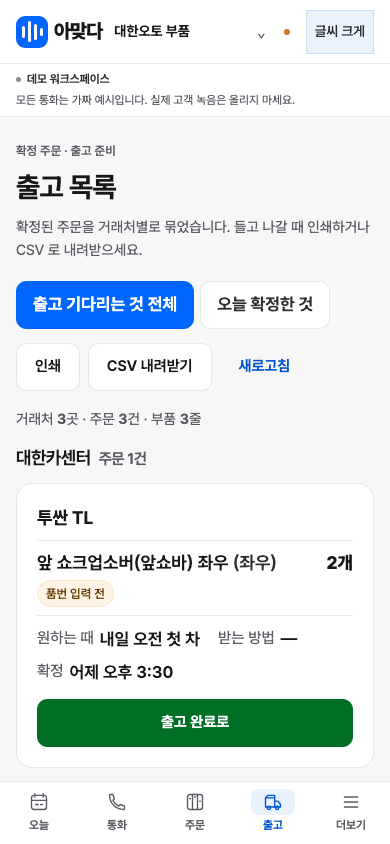 아맞다 대한오토 부품 글씨 크게
데모 워크스페이스
모든 통화는 가짜 예시입니다. 실제 고객 녹음은 올리지 마세요.
확정 주문 · 출고 준비
출고 목록
확정된 주문을 거래처별로 묶었습니다. 들고 나갈 때 인쇄하거나
CSV 로 내려받으세요.
출고 기다리는 것 전체 오늘 확정한 것
인쇄 CSV 내려받기 새로고침
거래처 3곳 · 주문 3건 · 부품 3줄
대한카센터 주문 1건
투싼 TL
앞 쇼크업소버(앞쇼바) 좌우 (좌우) 2개
품번 입력 전
원하는 때 내일 오전 첫 차 받는 방법 —
확정 어제 오후 3:30
출고 완료로
오늘 통화 주문 출고 더보기